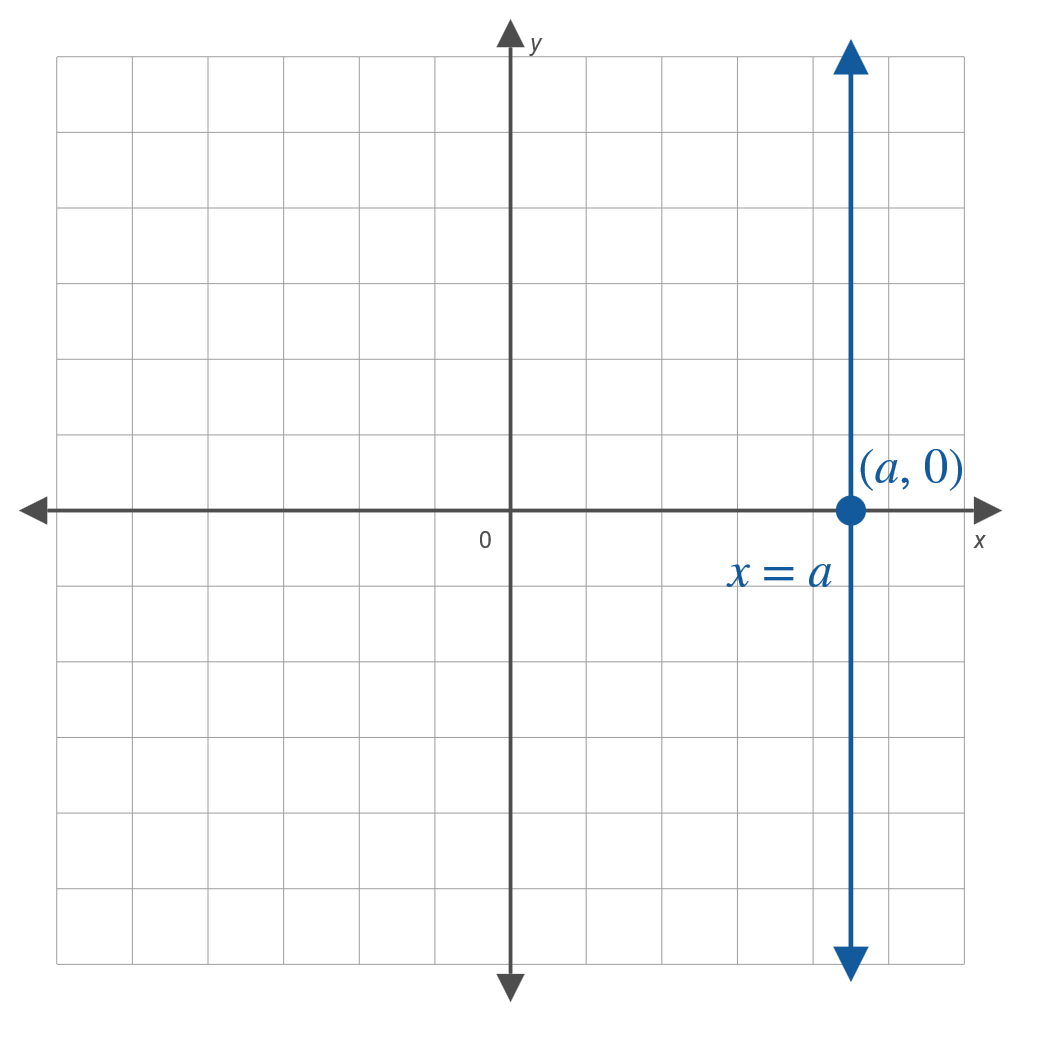 y
(a, 0)
0
x
x = a